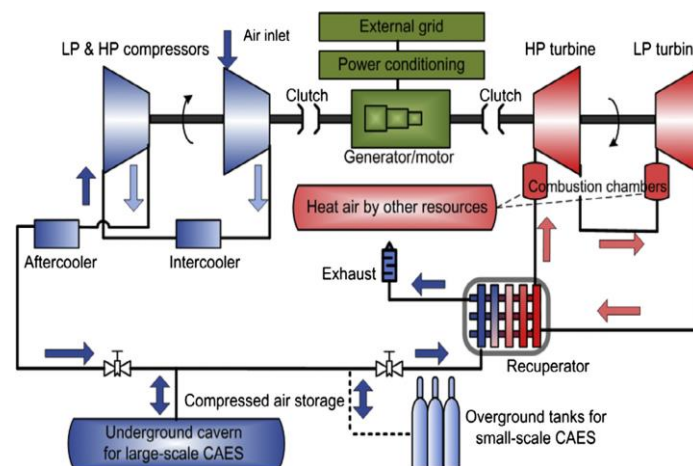 External grid
LP & HP compressors
Air inlet
HP turbine
LP turbin
Power conditioning
Clutch
Clutch
Generator/motor
Combustion chambers
Heat air by other resources
Aftercooler
Intercooler
Exhaust
Recuperator
Compressed air storage
Underground cavern
for large-scale CAES
Overground tanks for
small-scale CAES